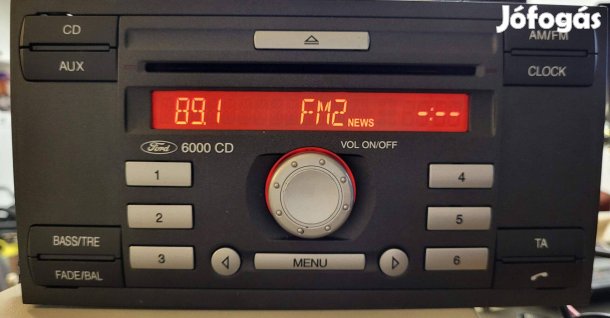 Jófogás
CD
AM/FM
AUX
CLOCK
89.1 FM2 NEWS -:--
Ford 6000 CD
VOL ON/OFF
1
4
2
5
BASS/TRE
TA
3
MENU
6
FADE/BAL